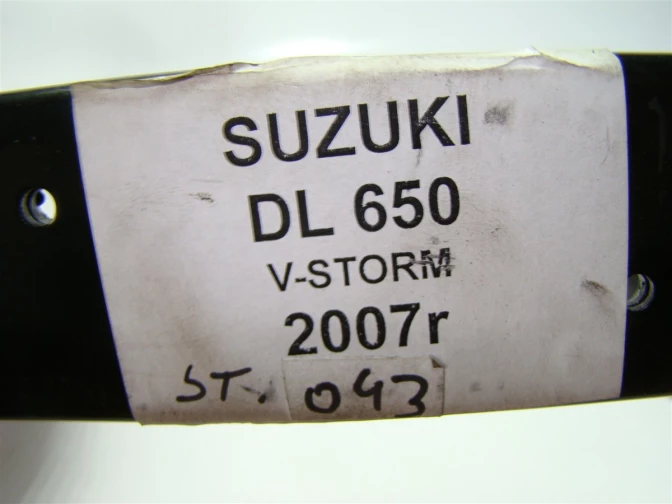 SUZUKI
DL 650
V-STORM
2007r
ST. 043